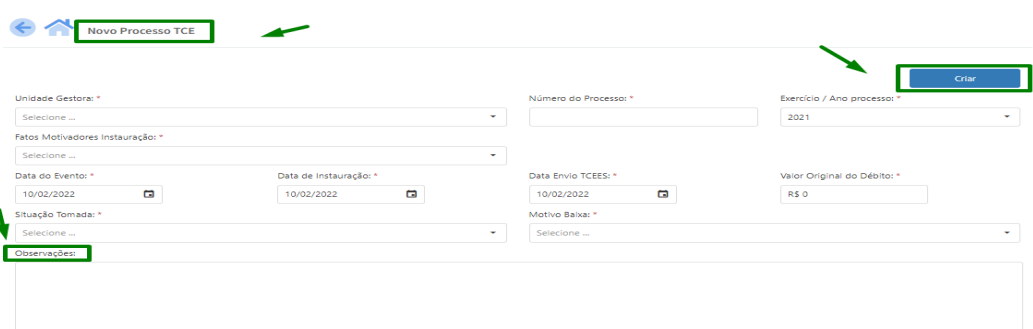 Novo Processo TCE
Criar
Unidade Gestora: * Número do Processo: * Exercício / Ano processo: *
Selecione ... 2021
Fatos Motivadores Instauração: *
Selecione ...
Data do Evento: * Data de Instauração: * Data Envio TCEES: * Valor Original do Débito: *
10/02/2022 10/02/2022 10/02/2022 R$ 0
Situação Tomada: * Motivo Baixa: *
Selecione ... Selecione ...
Observações: